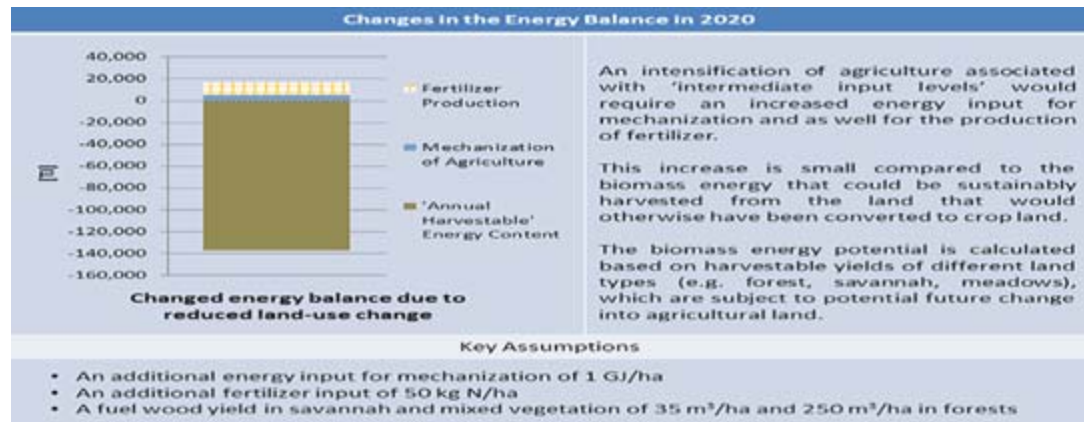 Changes in the Energy Balance in 2020
40,000
20,000
0
-20,000
-40,000
-60,000
-80,000
-100,000
-120,000
-140,000
-160,000
[TJ]
Fertilizer
Production
Mechanization
of Agriculture
'Annual
Harvestable'
Energy Content
Changed energy balance due to
reduced land-use change
An intensification of agriculture associated
with 'intermediate input levels' would
require an increased energy input for
mechanization and as well for the production
of fertilizer.
This increase is small compared to the
biomass energy that could be sustainably
harvested from the land that would
otherwise have been converted to crop land.
The biomass energy potential is calculated
based on harvestable yields of different land
types (e.g. forest, savannah, meadows),
which are subject to potential future change
into agricultural land.
Key Assumptions
• An additional energy input for mechanization of 1 GJ/ha
• An additional fertilizer input of 50 kg N/ha
• A fuel wood yield in savannah and mixed vegetation of 35 m³/ha and 250 m³/ha in forests